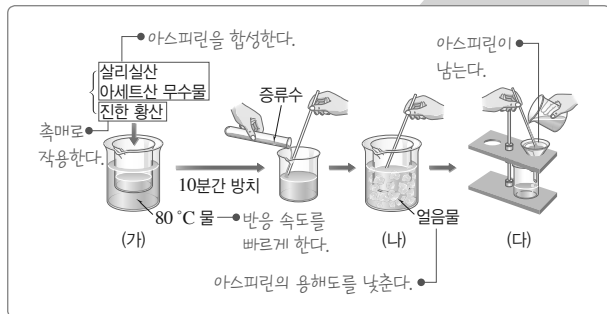 아스피린을 합성한다.
살리실산
아세트산 무수물
진한 황산
촉매로
작용한다.
80 °C 물
(가)
10분간 방치
증류수
반응 속도를
빠르게 한다.
얼음물
(나)
아스피린의 용해도를 낮춘다.
아스피린이
남는다.
(다)